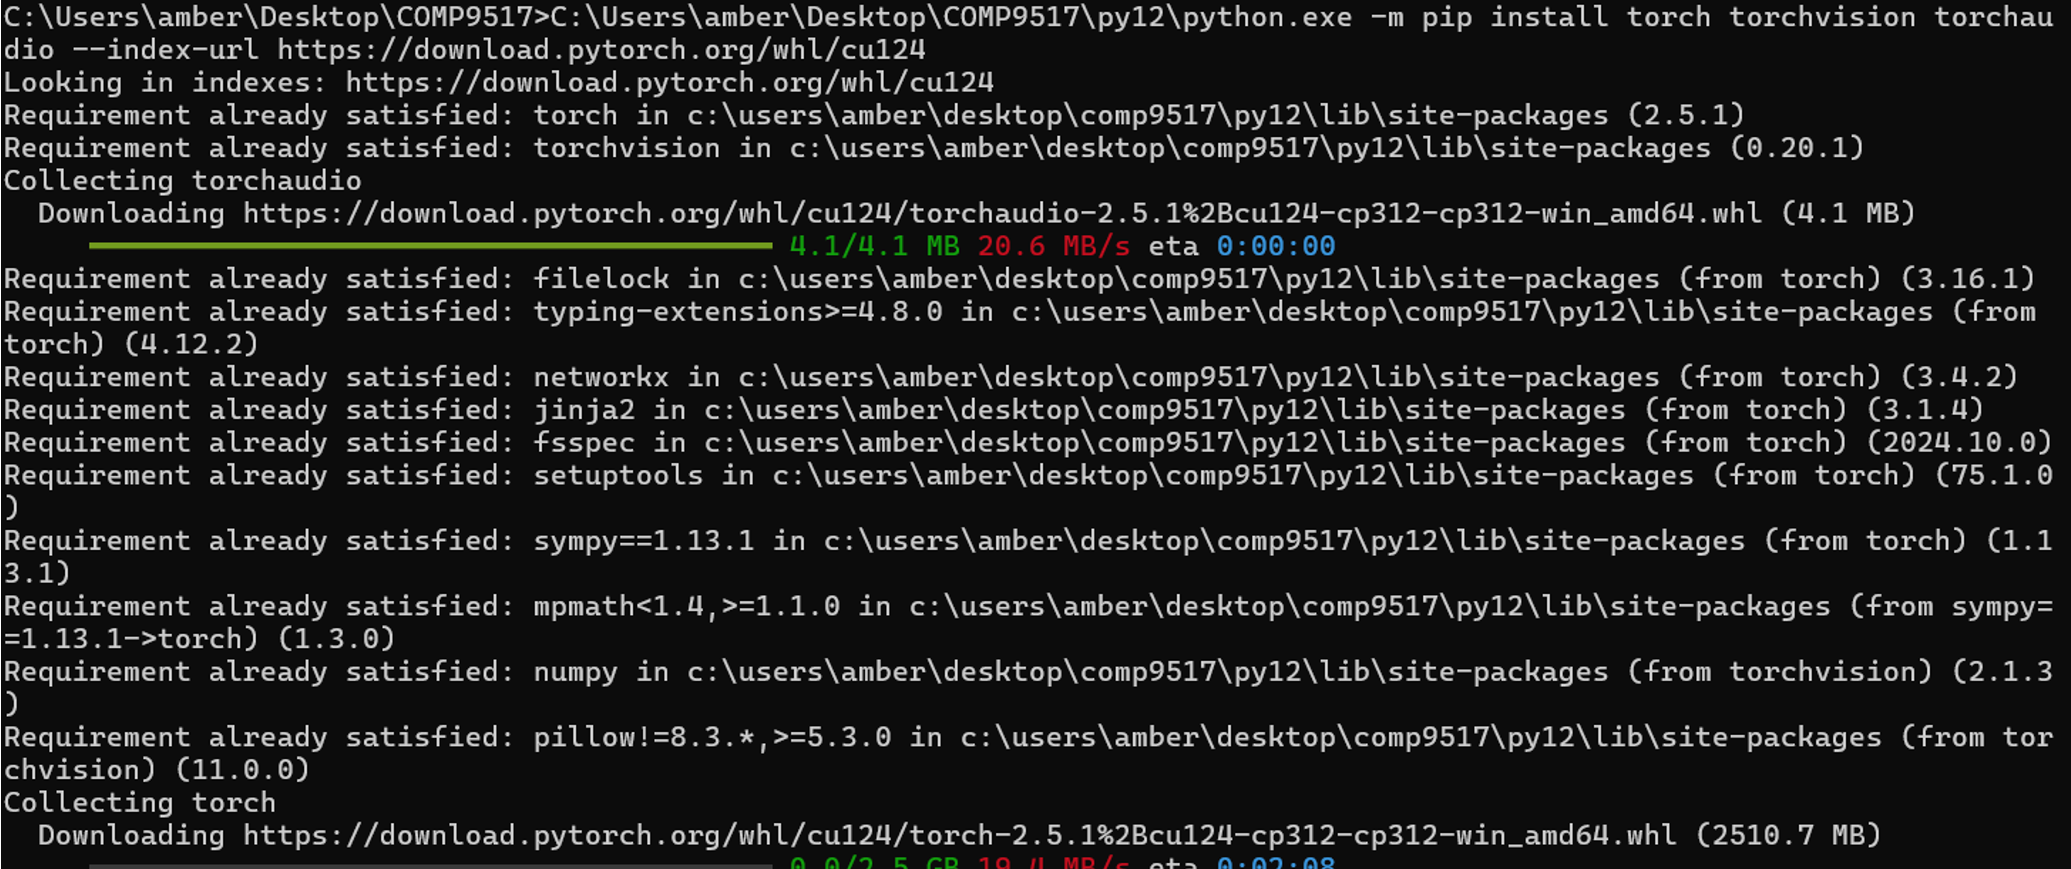 C:\Users\amber\Desktop\COMP9517>C:\Users\amber\Desktop\COMP9517\py12\python.exe -m pip install torch torchvision torchau
dio --index-url https://download.pytorch.org/whl/cu124
Looking in indexes: https://download.pytorch.org/whl/cu124
Requirement already satisfied: torch in c:\users\amber\desktop\comp9517\py12\lib\site-packages (2.5.1)
Requirement already satisfied: torchvision in c:\users\amber\desktop\comp9517\py12\lib\site-packages (0.20.1)
Collecting torchaudio
  Downloading https://download.pytorch.org/whl/cu124/torchaudio-2.5.1%2Bcu124-cp312-cp312-win_amd64.whl (4.1 MB)
4.1/4.1 MB 20.6 MB/s eta 0:00:00
Requirement already satisfied: filelock in c:\users\amber\desktop\comp9517\py12\lib\site-packages (from torch) (3.16.1)
Requirement already satisfied: typing-extensions>=4.8.0 in c:\users\amber\desktop\comp9517\py12\lib\site-packages (from
torch) (4.12.2)
Requirement already satisfied: networkx in c:\users\amber\desktop\comp9517\py12\lib\site-packages (from torch) (3.4.2)
Requirement already satisfied: jinja2 in c:\users\amber\desktop\comp9517\py12\lib\site-packages (from torch) (3.1.4)
Requirement already satisfied: fsspec in c:\users\amber\desktop\comp9517\py12\lib\site-packages (from torch) (2024.10.0)
Requirement already satisfied: setuptools in c:\users\amber\desktop\comp9517\py12\lib\site-packages (from torch) (75.1.0
)
Requirement already satisfied: sympy==1.13.1 in c:\users\amber\desktop\comp9517\py12\lib\site-packages (from torch) (1.1
3.1)
Requirement already satisfied: mpmath<1.4,>=1.1.0 in c:\users\amber\desktop\comp9517\py12\lib\site-packages (from sympy=
=1.13.1->torch) (1.3.0)
Requirement already satisfied: numpy in c:\users\amber\desktop\comp9517\py12\lib\site-packages (from torchvision) (2.1.3
)
Requirement already satisfied: pillow!=8.3.*,>=5.3.0 in c:\users\amber\desktop\comp9517\py12\lib\site-packages (from tor
chvision) (11.0.0)
Collecting torch
  Downloading https://download.pytorch.org/whl/cu124/torch-2.5.1%2Bcu124-cp312-cp312-win_amd64.whl (2510.7 MB)
0.0/2.5 GB 19.4 MB/s eta 0:02:08